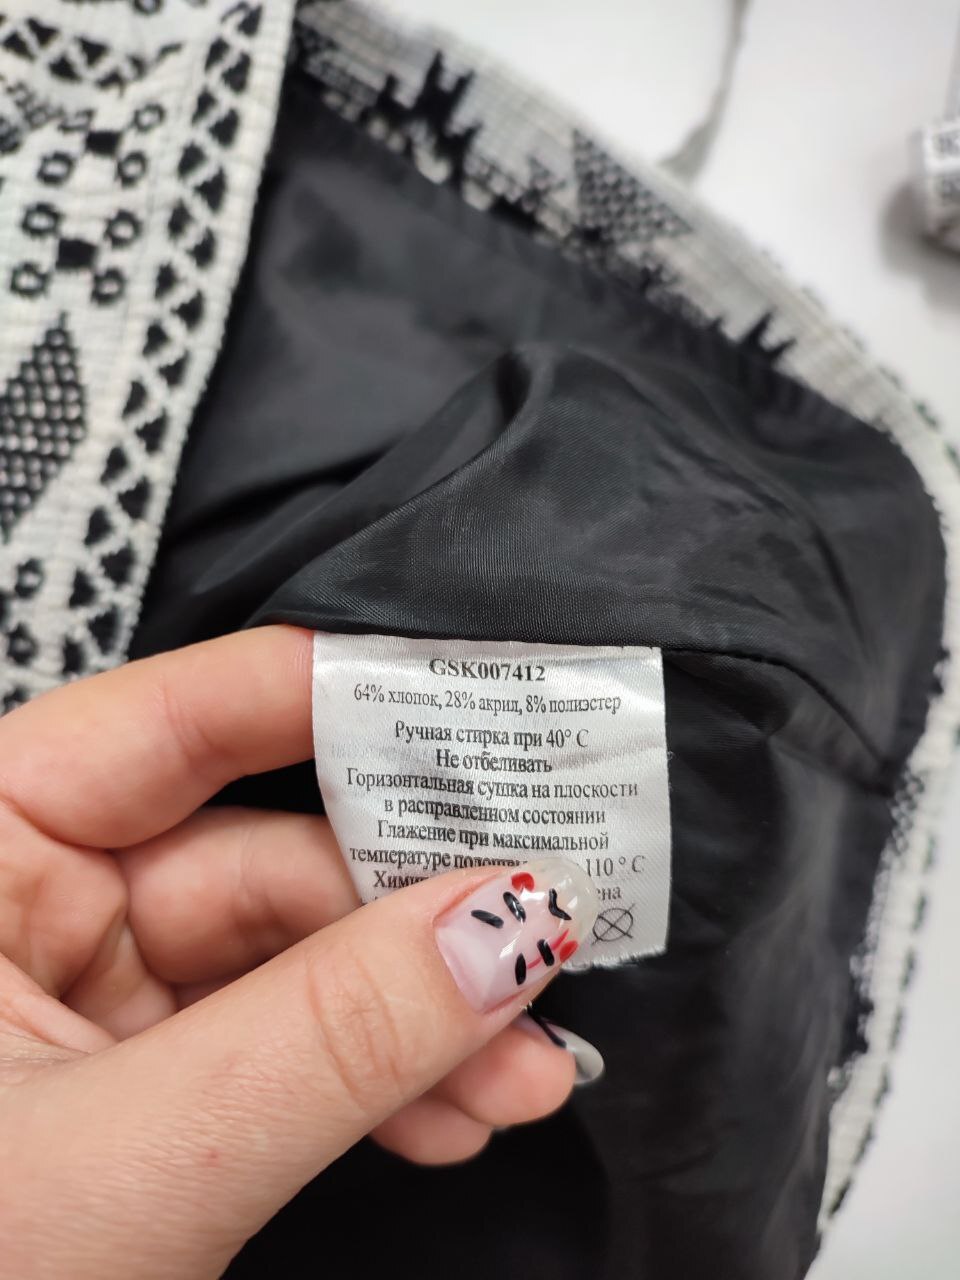 GSK007412
64% хлопок, 28% акрил, 8% полиэстер
Ручная стирка при 40° С
Не отбеливать
Горизонтальная сушка на плоскости
в расправленном состоянии
Глажение при максимальной
температуре 110 ° С